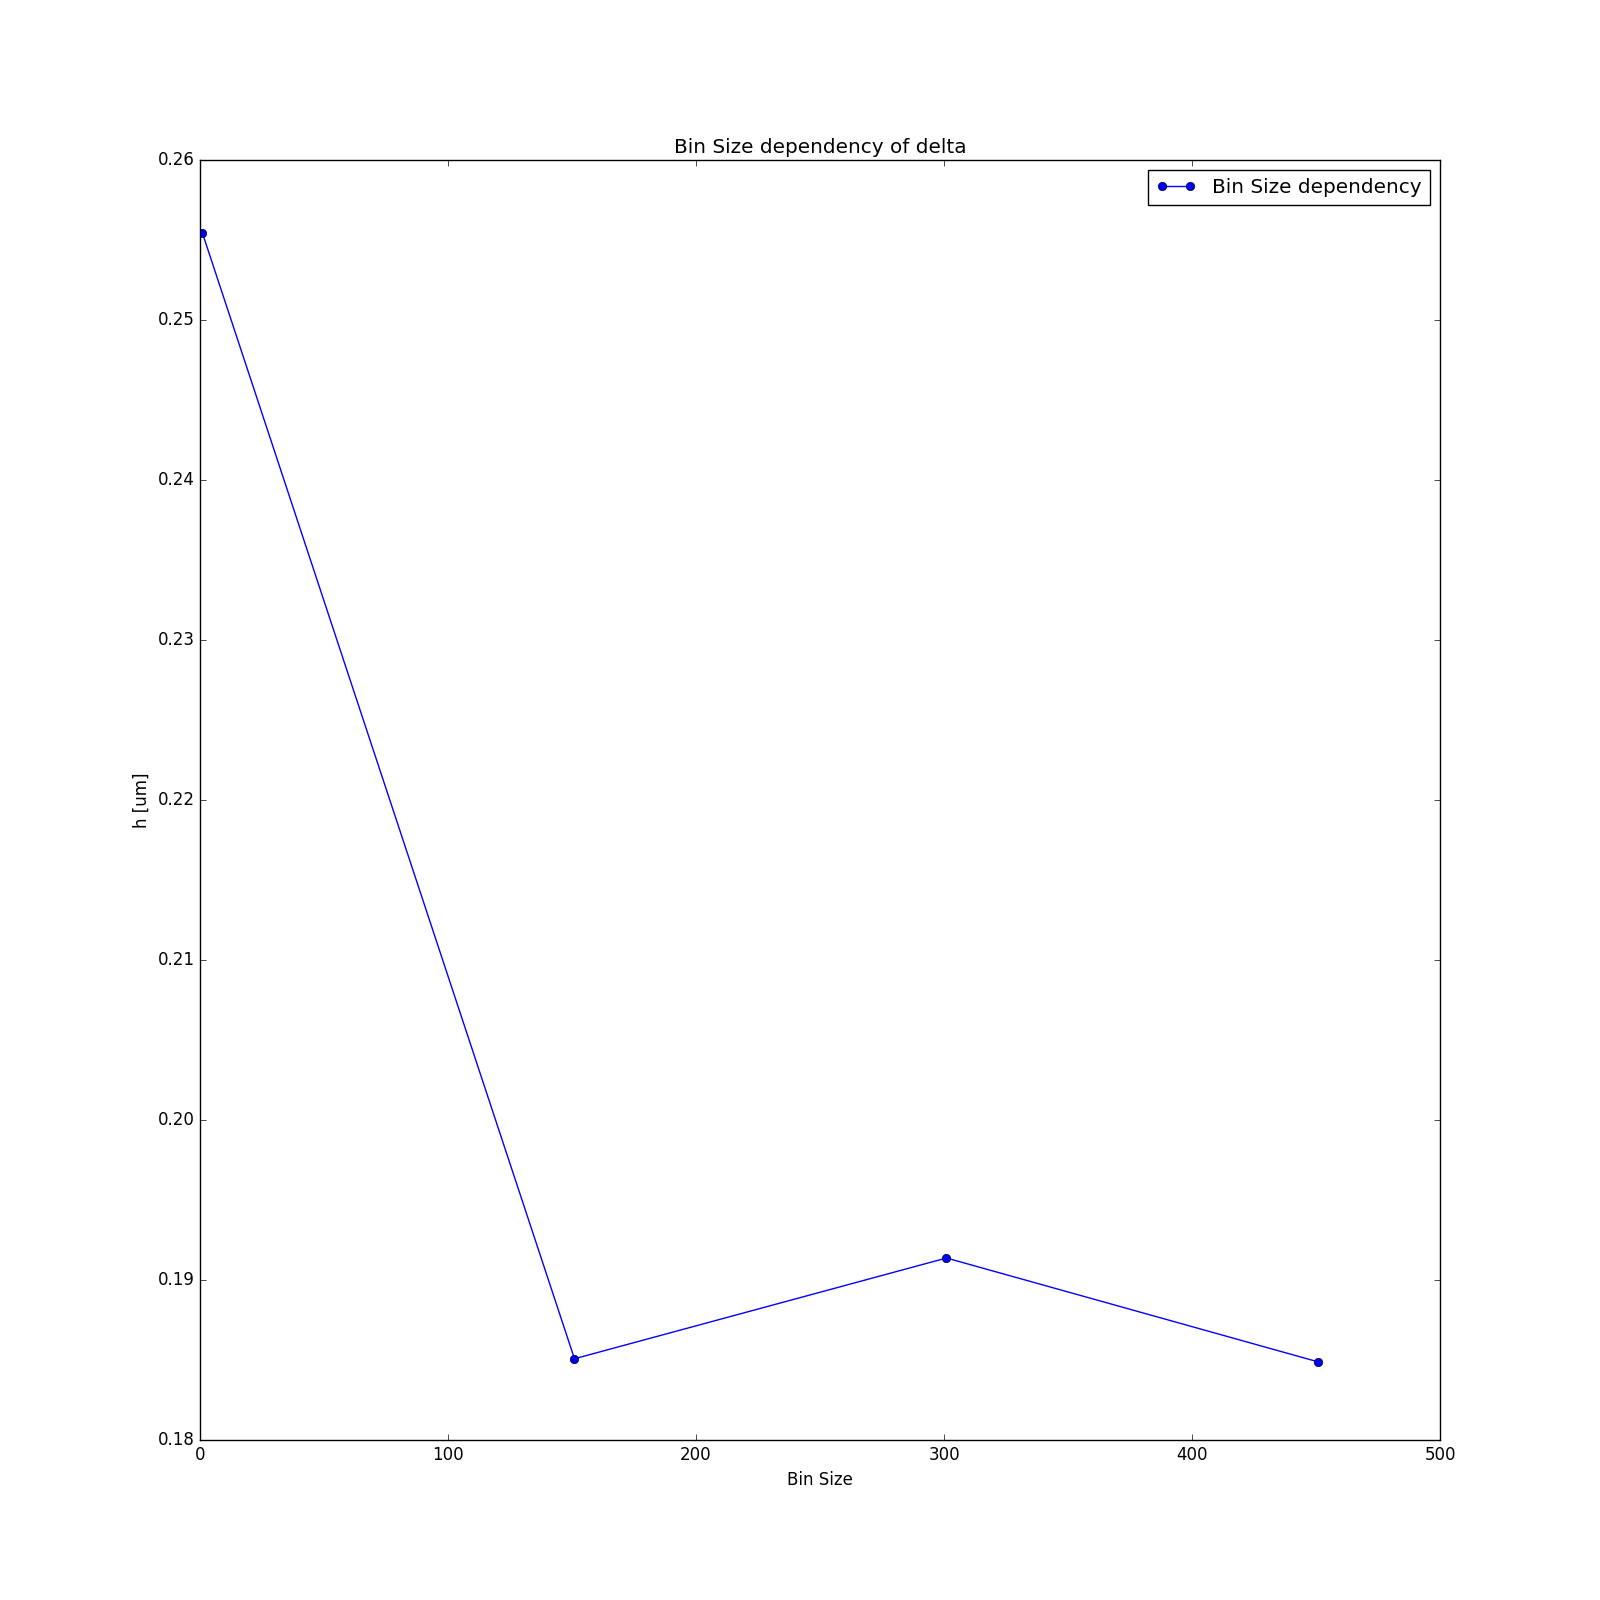 Bin Size dependency of delta
Bin Size dependency
0.26
0.25
0.24
0.23
0.22
0.21
0.20
0.19
0.18
h [um]
0 100 200 300 400 500
Bin Size